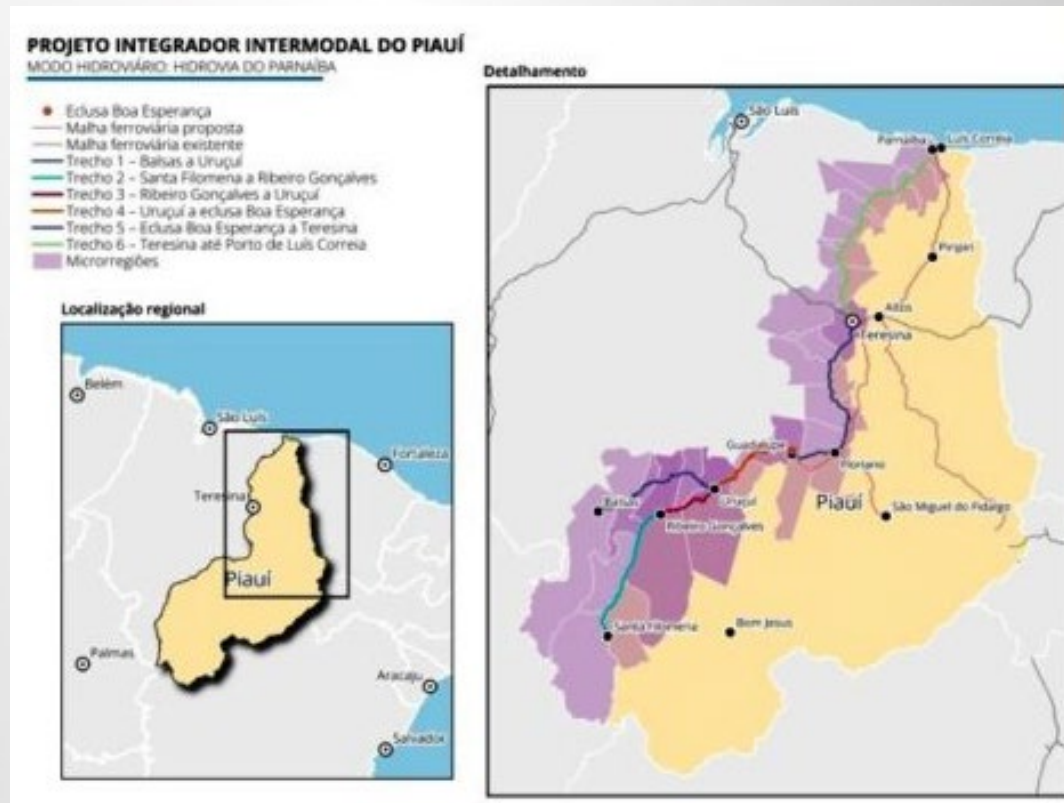 PROJETO INTEGRADOR INTERMODAL DO PIAUÍ
MODO HIDROVIÁRIO: HIDROVIA DO PARNAÍBA
Eclusa Boa Esperança
Malha ferroviária proposta
Malha ferroviária existente
Trecho 1 – Balsas a Uruçuí
Trecho 2 – Santa Filomena a Ribeiro Gonçalves
Trecho 3 – Ribeiro Gonçalves a Uruçuí
Trecho 4 – Uruçuí a eclusa Boa Esperança
Trecho 5 – Eclusa Boa Esperança a Teresina
Trecho 6 – Teresina até Porto de Luís Correia
Microrregiões
Localização regional
Belém
São Luís
Fortaleza
Teresina
Piauí
Palmas
Aracaju
Salvador
Detalhamento
São Luís
Parnaíba
Luís Correia
Piripiri
Altos
Teresina
Guadalupe
Floriano
Balsas
Uruçuí
Piauí
São Miguel do Fidalgo
Ribeiro Gonçalves
Santa Filomena
Bom Jesus